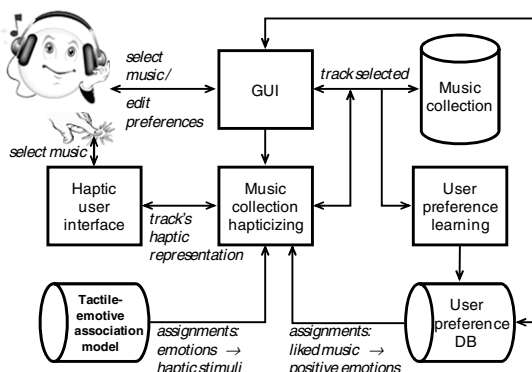 select
music/
edit
preferences
GUI
track selected
Music
collection
select music
Haptic
user
interface
track's
haptic
representation
Music
collection
hapticizing
User
preference
learning
Tactile-
emotive
association
model
assignments:
emotions →
haptic stimuli
assignments:
liked music →
positive emotions
User
preference
DB